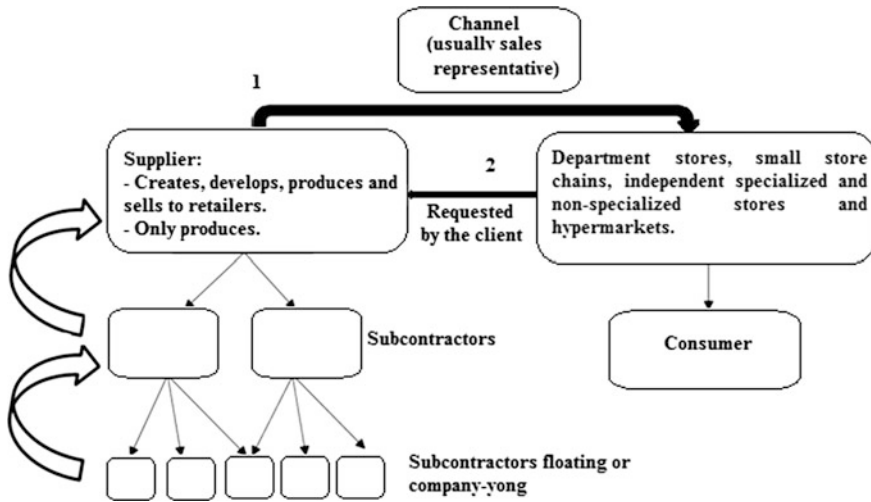 Channel
(usually sales
representative)
1
Supplier:
- Creates, develops, produces and
sells to retailers.
- Only produces.
2
Requested
by the client
Department stores, small store
chains, independent specialized and
non-specialized stores and
hypermarkets.
Subcontractors
Consumer
Subcontractors floating or
company-yong